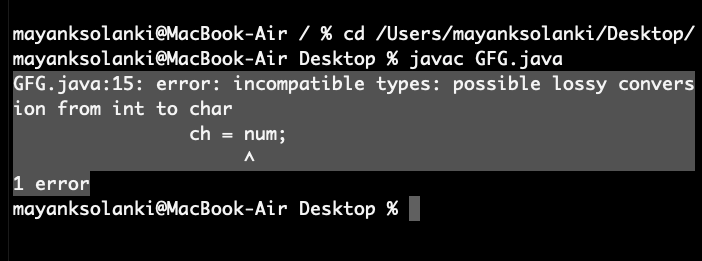 mayanksolanki@MacBook-Air / % cd /Users/mayanksolanki/Desktop/
mayanksolanki@MacBook-Air Desktop % javac GFG.java
GFG.java:15: error: incompatible types: possible lossy convers
ion from int to char
ch = num;
^
1 error
mayanksolanki@MacBook-Air Desktop %